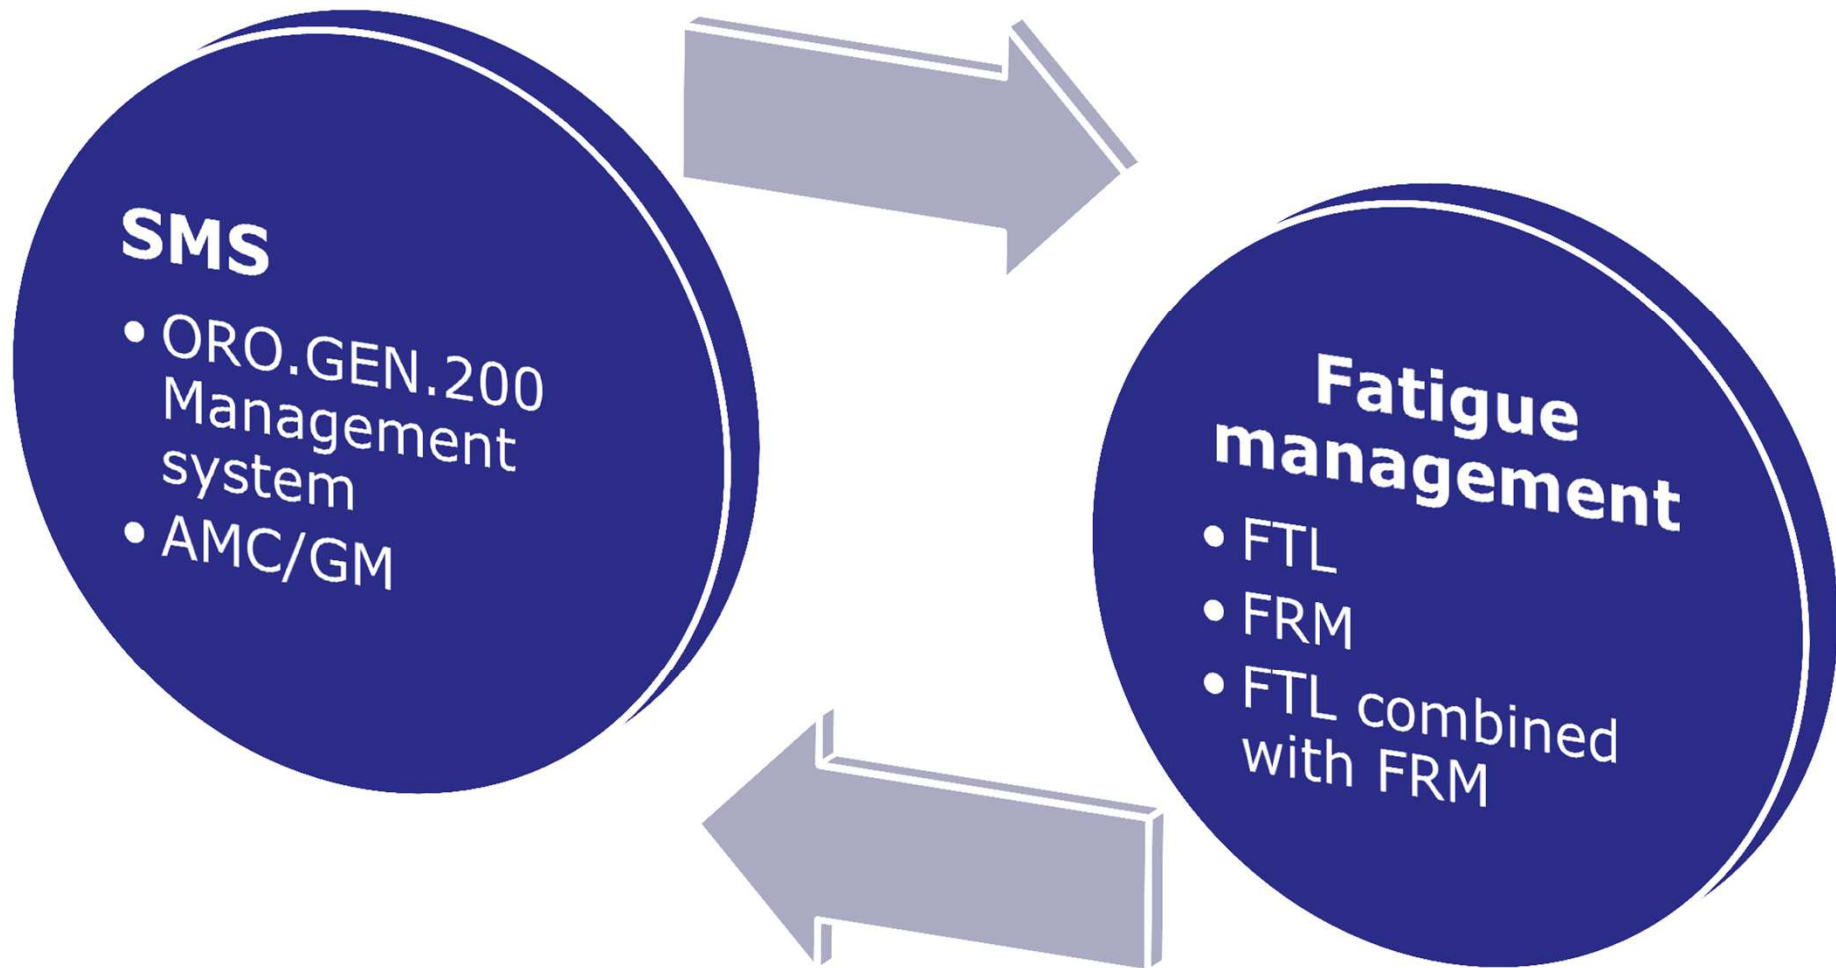 SMS
• ORO.GEN.200
Management
system
• AMC/GM
Fatigue
management
• FTL
• FRM
• FTL combined
with FRM